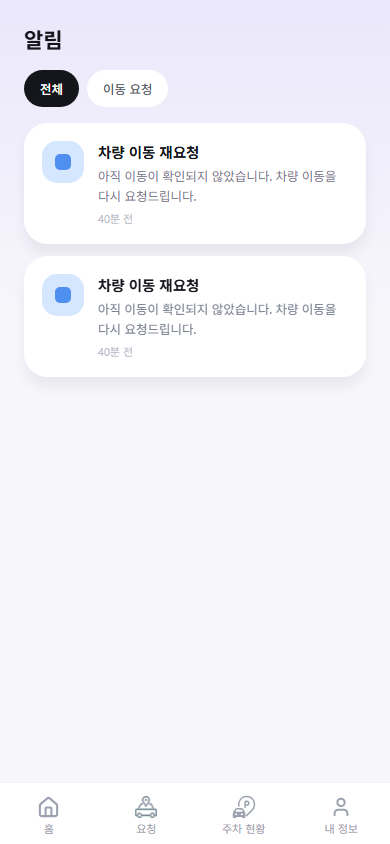 알림
전체
이동 요청
차량 이동 재요청
아직 이동이 확인되지 않았습니다. 차량 이동을
다시 요청드립니다.
40분 전
차량 이동 재요청
아직 이동이 확인되지 않았습니다. 차량 이동을
다시 요청드립니다.
40분 전
P
홈
요청
주차 현황
내 정보